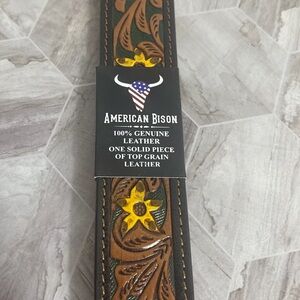 AMERICAN BISON
100% GENUINE
LEATHER
ONE SOLID PIECE
OF TOP GRAIN
LEATHER